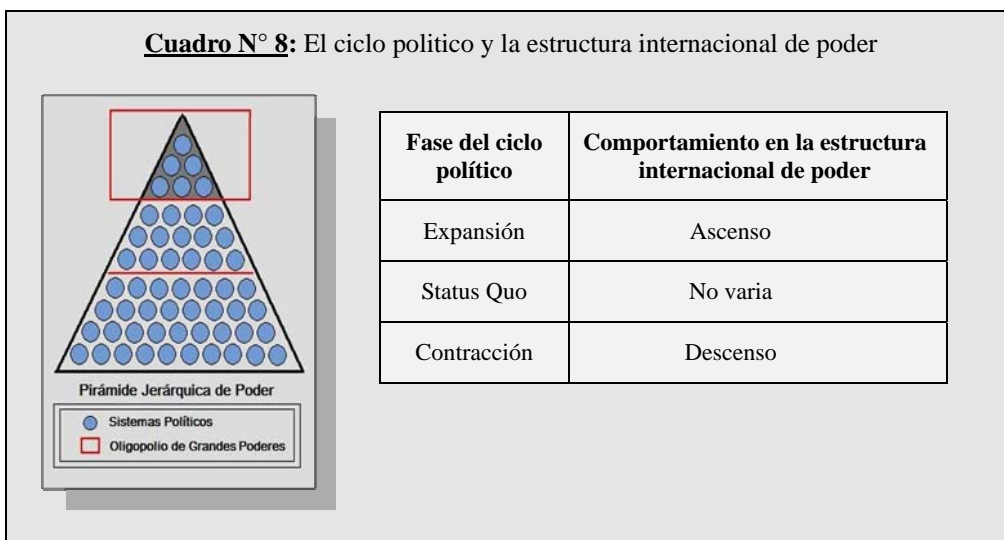 Cuadro N° 8: El ciclo politico y la estructura internacional de poder
Pirámide Jerárquica de Poder
Sistemas Políticos
Oligopolio de Grandes Poderes
Fase del ciclo político
Comportamiento en la estructura internacional de poder
Expansión
Ascenso
Status Quo
No varia
Contracción
Descenso